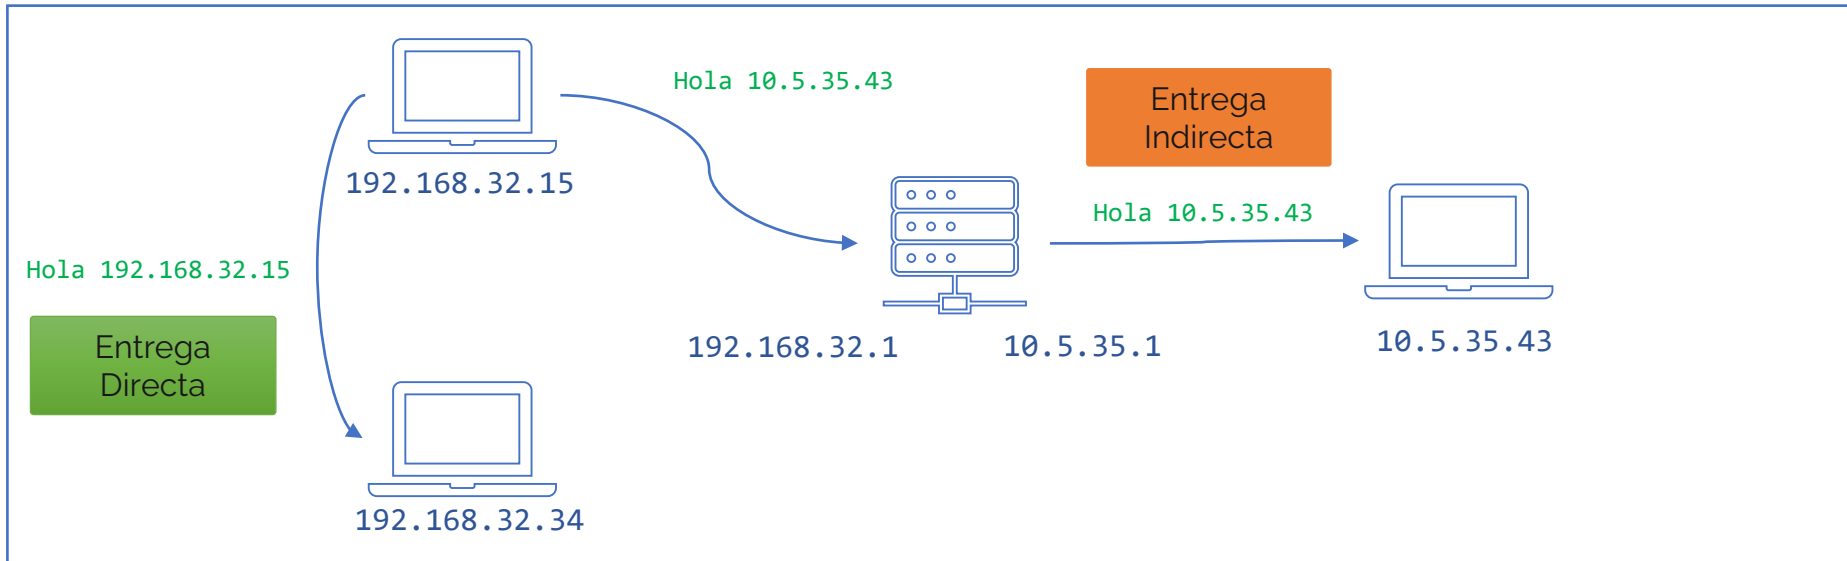 Hola 10.5.35.43
Entrega
Indirecta
192.168.32.15
Hola 10.5.35.43
Hola 192.168.32.15
Entrega
Directa
192.168.32.1
10.5.35.1
10.5.35.43
192.168.32.34